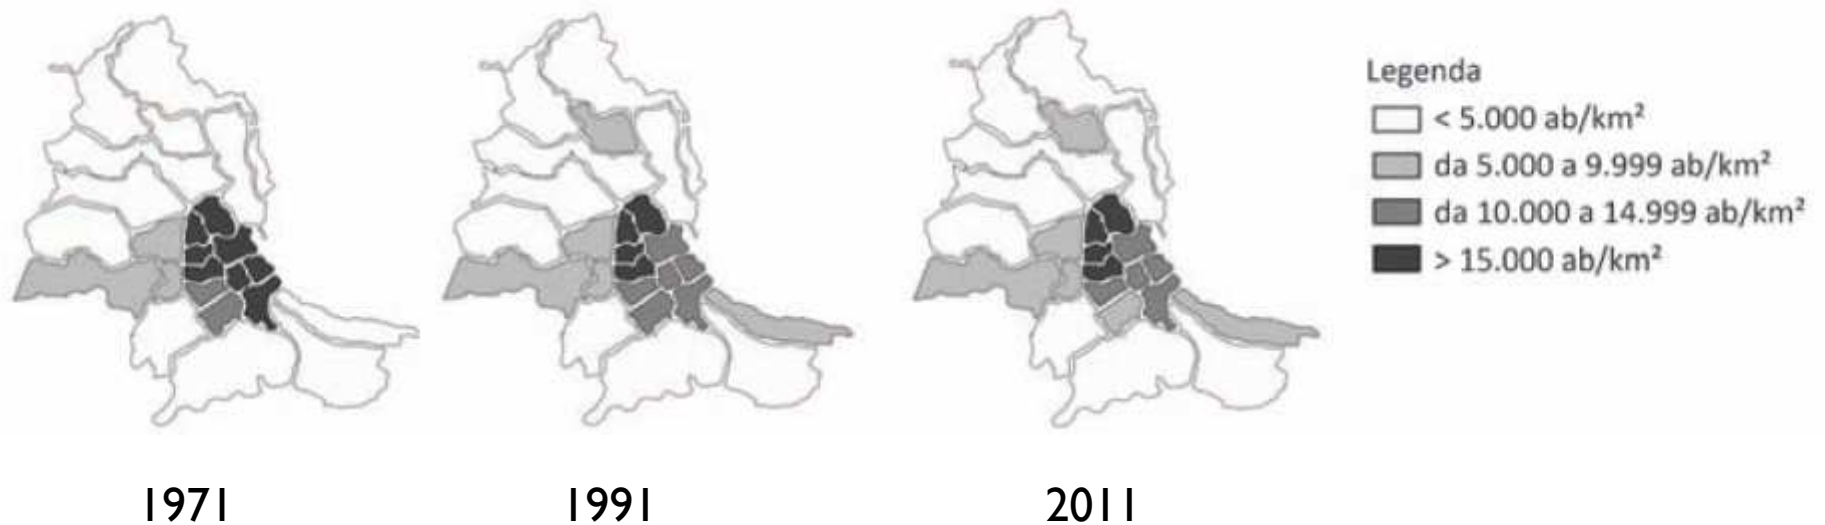 Legenda
< 5.000 ab/km²
da 5.000 a 9.999 ab/km²
da 10.000 a 14.999 ab/km²
> 15.000 ab/km²
1971
1991
2011